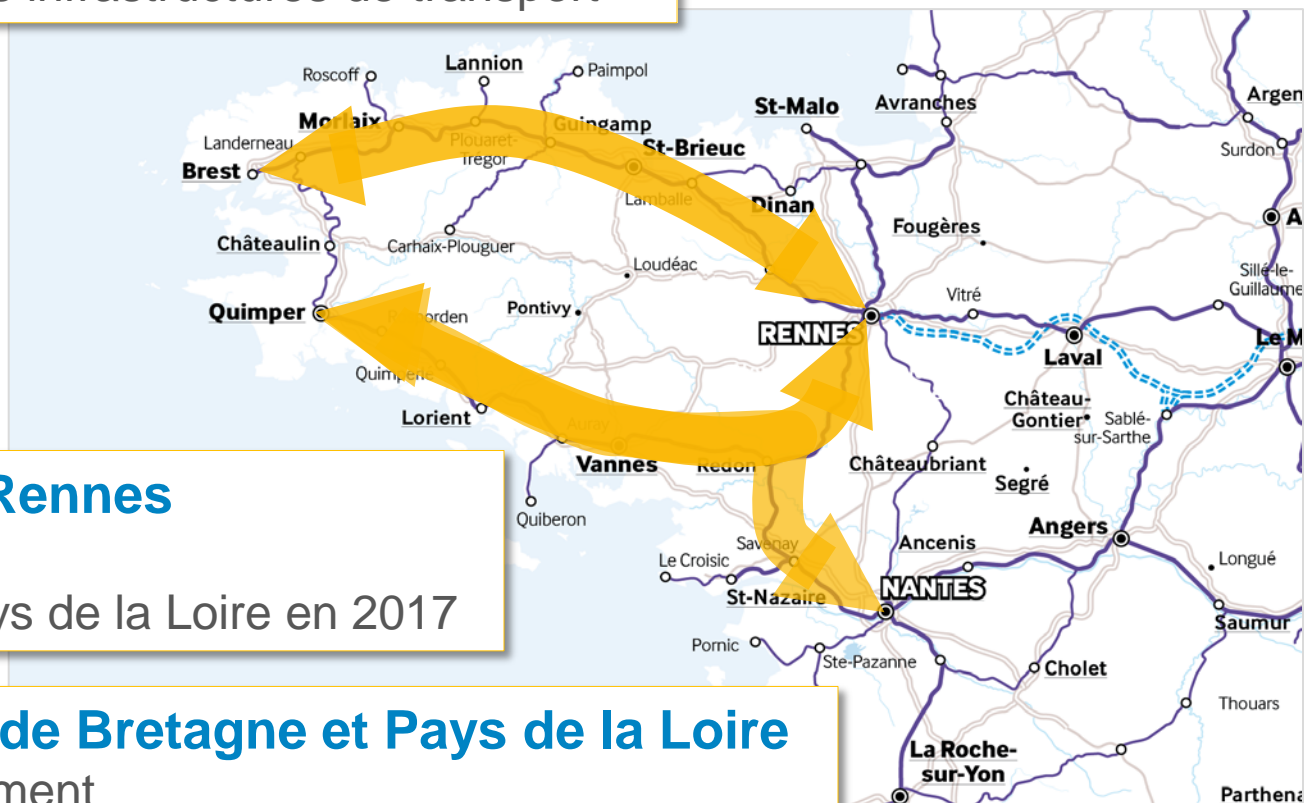 infrastructures de transport
Roscoff
Lannion
Paimpol
Morlaix
Landerneau
Plouaret-
Trégor
Guingamp
St-Brieuc
St-Malo
Avranches
Argen
Surdon
Brest
Lamballe
Dinan
A
Châteaulin
Carhaix-Plouguer
Loudéac
Fougères
Sillé-le-
Guillaume
Quimper
Pontivy
Vitré
RENNES
Laval
Le M
Quimperlé
Lorient
Auray
Vannes
Redon
Château-
Gontier
Sablé-
sur-Sarthe
Châteaubriant
Segré
Rennes
Quiberon
Angers
Longué
Savenay
Ancenis
Le Croisic
St-Nazaire
NANTES
ys de la Loire en 2017
Saumur
Pornic
Ste-Pazanne
Cholet
Thouars
de Bretagne et Pays de la Loire
ment
La Roche-
sur-Yon
Parthena